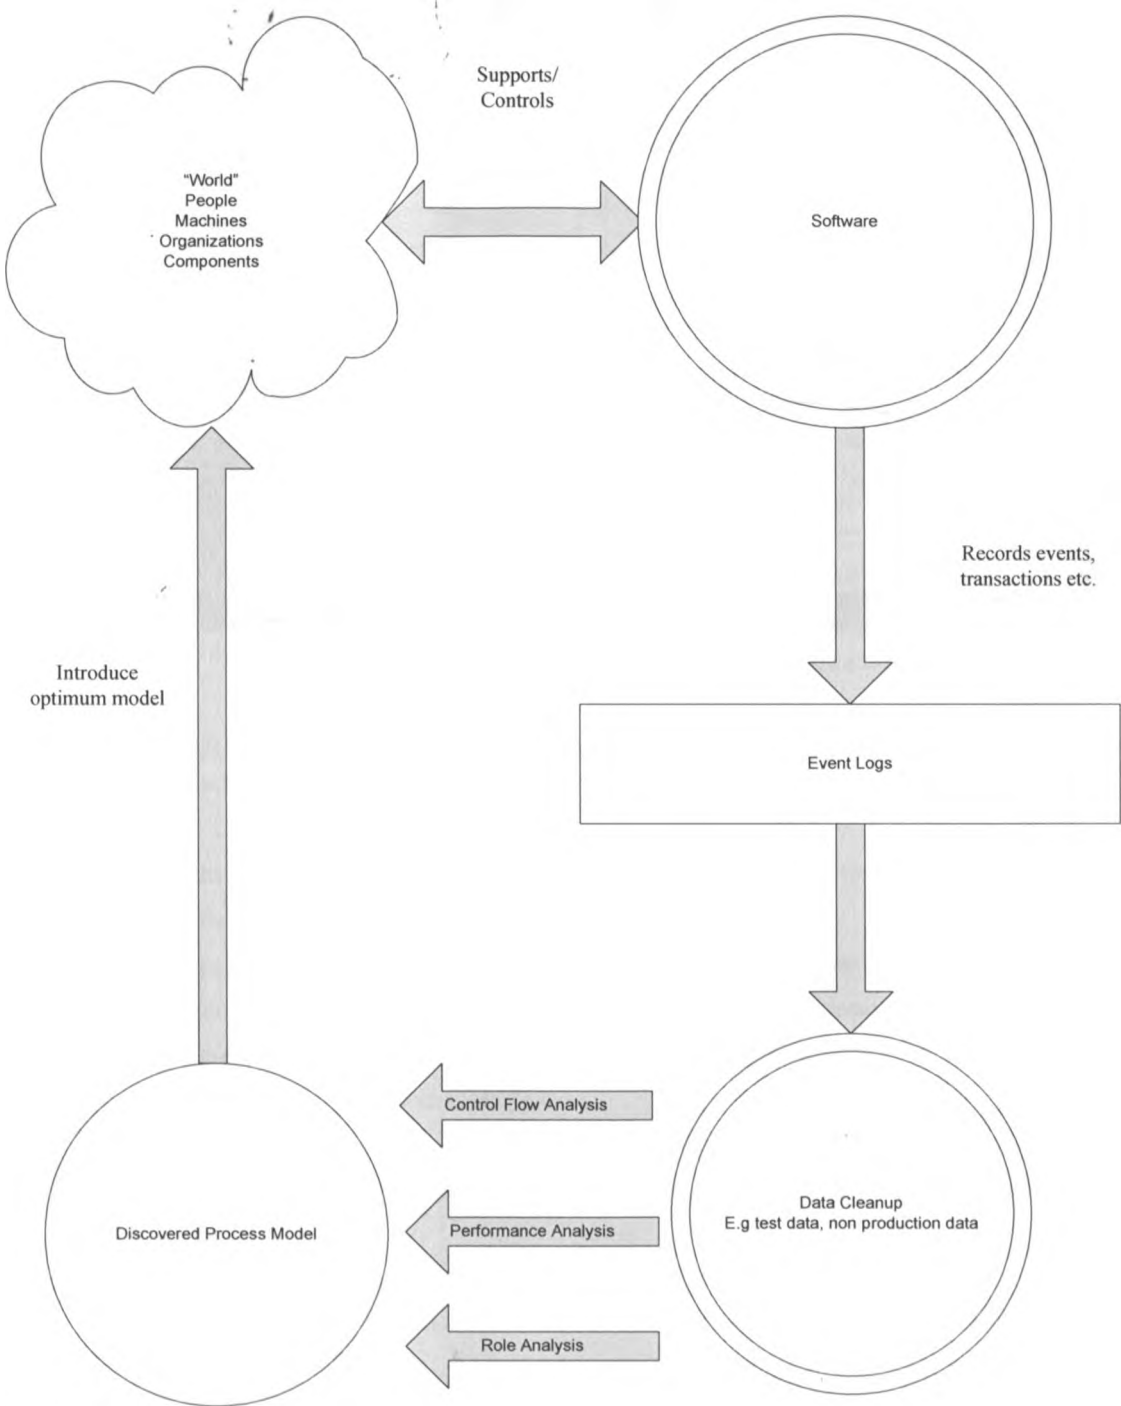 Supports/
Controls
"World"
People
Machines
Organizations
Components
Software
Records events,
transactions etc.
Introduce
optimum model
Event Logs
Control Flow Analysis
Data Cleanup
E.g test data, non production data
Performance Analysis
Discovered Process Model
Role Analysis